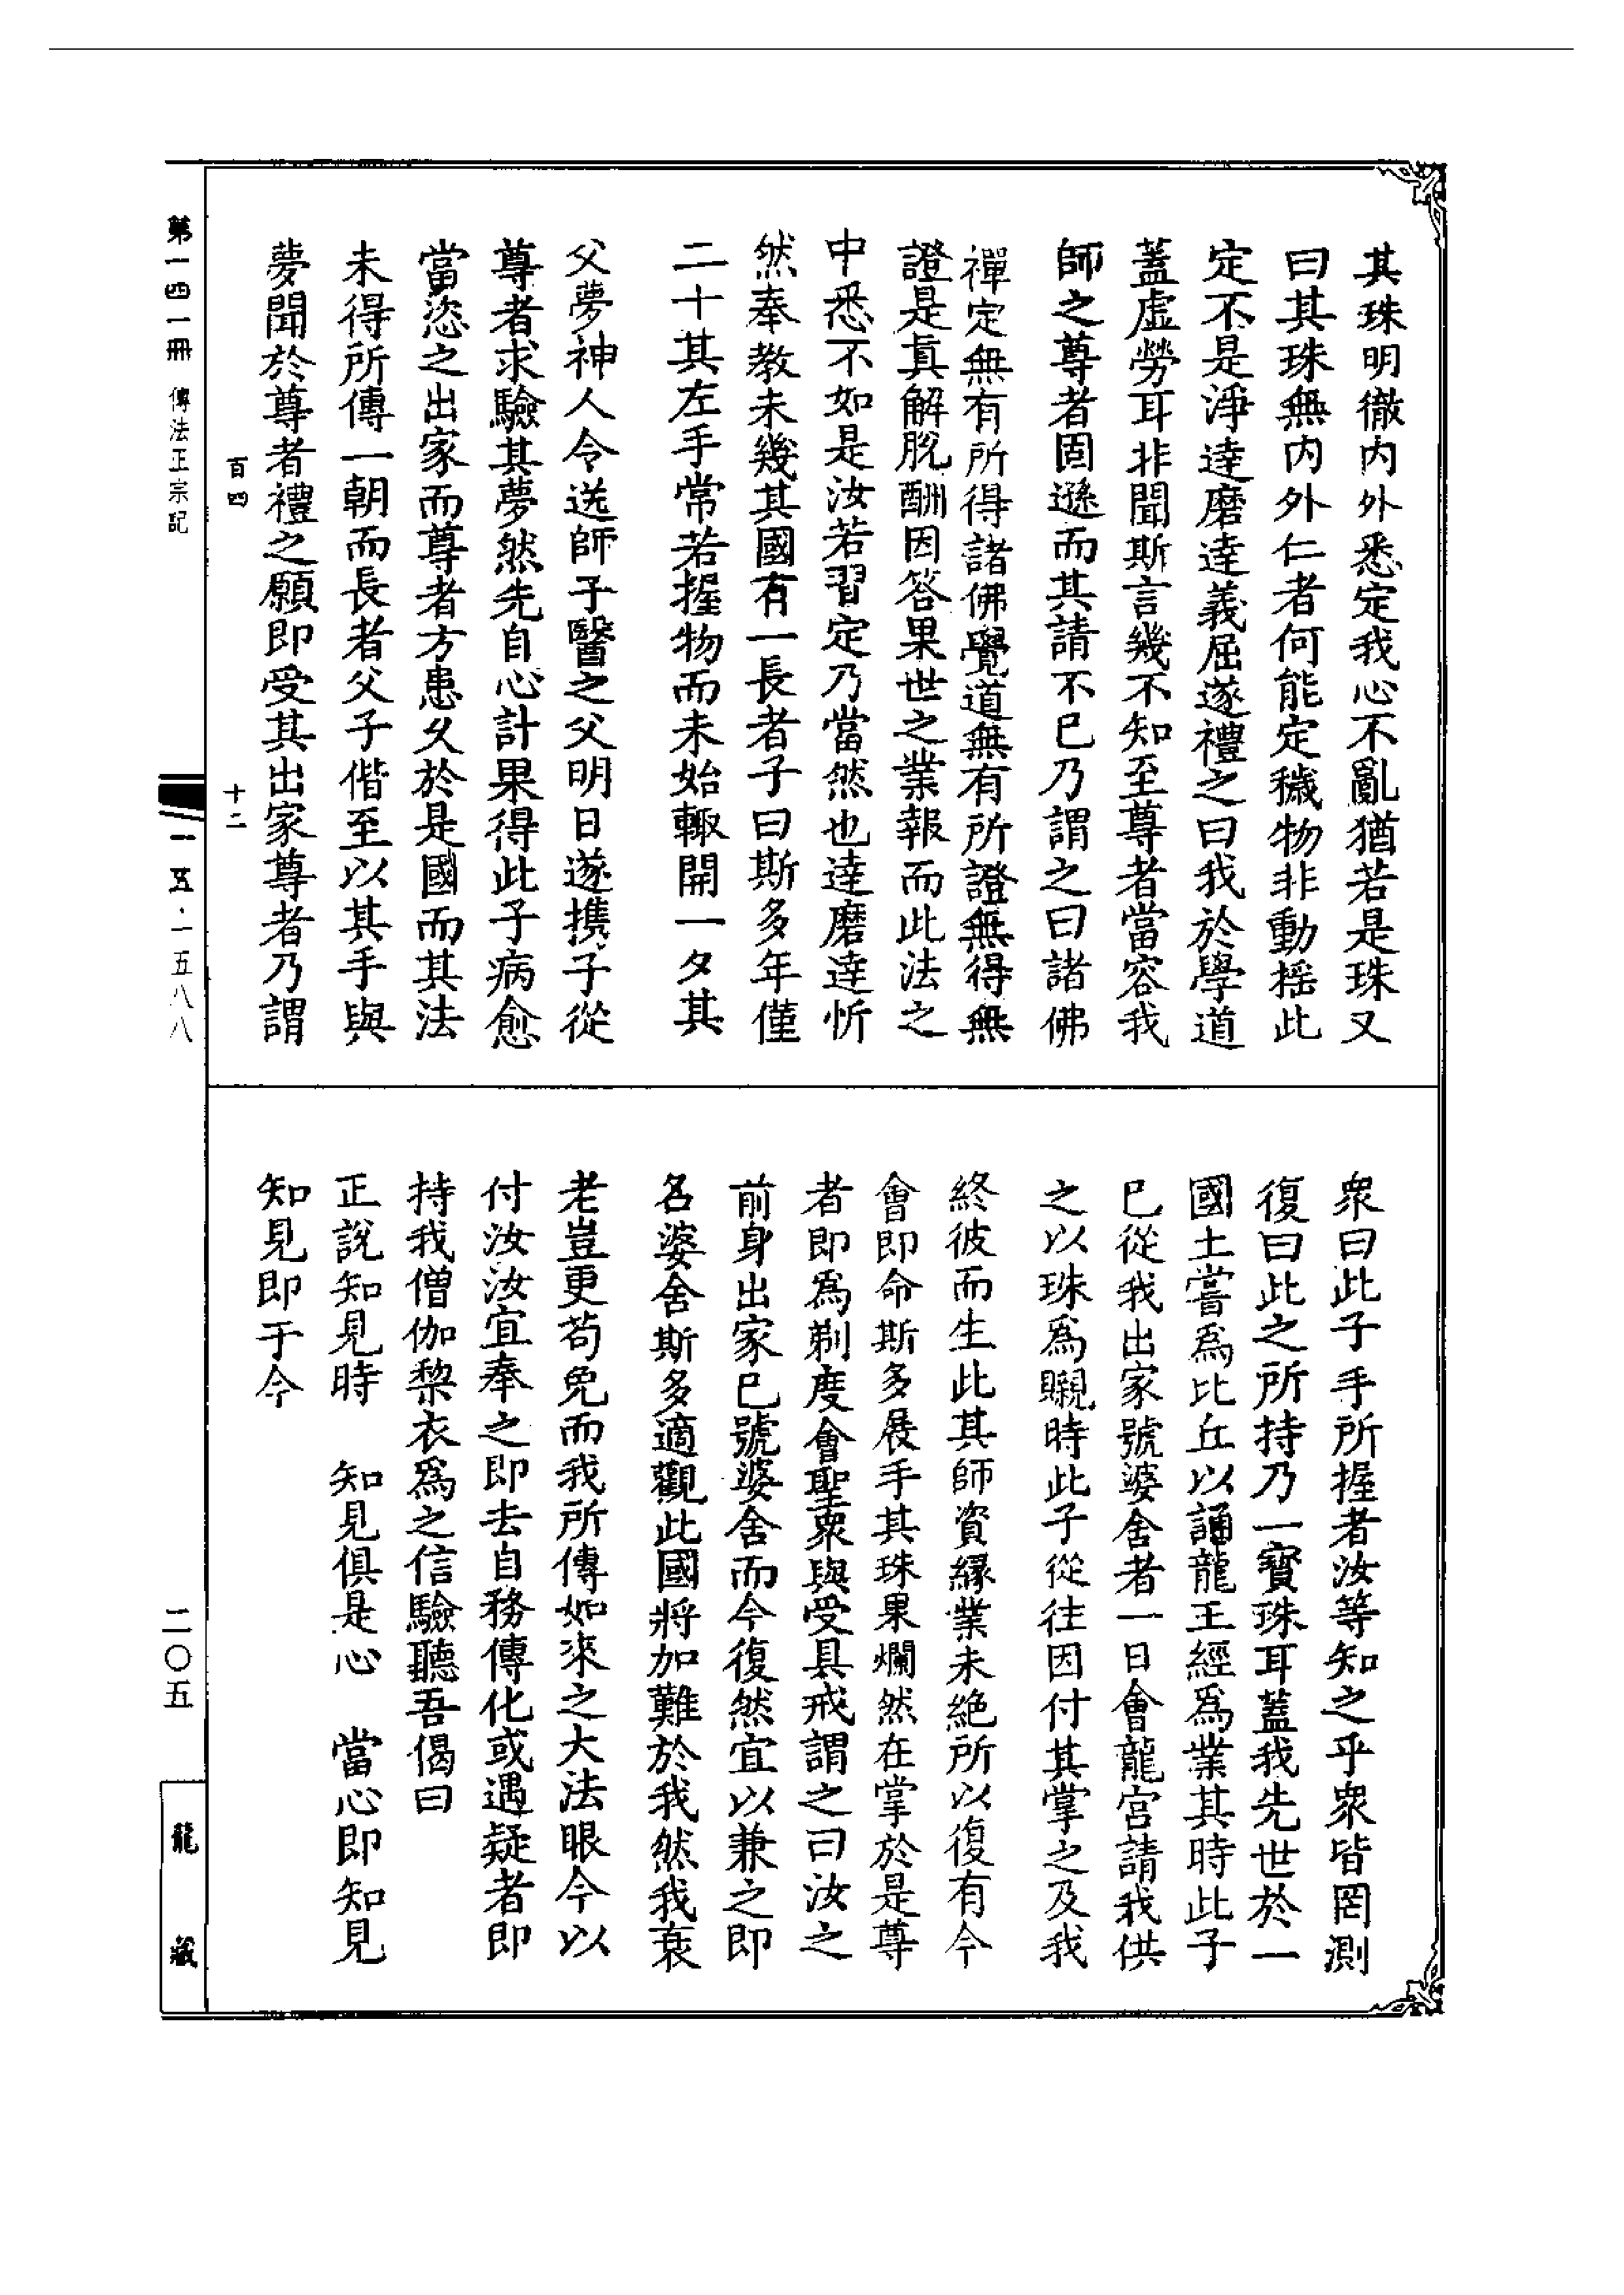 其珠明徹内外悉定我心不亂猶若是珠又
曰其珠無内外仁者何能定穢物非動揺此
定不是淨達磨達義屈遂禮之曰我於學道
蓋虛勞耳非聞斯言幾不知至尊者當容我
師之尊者固遜而其請不已乃謂之曰諸佛
禪定無有所得諸佛覺道無有所證無得無
證是真解脫酬因答果世之業報而此法之
中悉不如是汝若習定乃當然也達磨達忻
然奉教未幾其國有一長者子曰斯多年僅
二十其左手常若握物而未始輙開一夕其
父夢神人令送師子醫之父明日遂携子從
尊者求驗其夢然先自心計果得此子病愈
當恣之出家而尊者方患久於是國而其法
未得所傳一朝而長者父子偕至以其手與
夢聞於尊者禮之願即受其出家尊者乃謂
百四
十二
衆曰此子手所握者汝等知之乎衆皆罔測
復曰此之所持乃一寳珠耳蓋我先世於一
國土嘗爲比丘以誦龍王經爲業其時此子
已從我出家號婆舍者一日會龍宮請我供
之以珠爲䞋時此子從往因付其掌之及我
終彼而生此其師資緣業未絶所以復有今
會即命斯多展手其珠果爛然在掌於是尊
者即爲剃度會聖衆與受具戒謂之曰汝之
前身出家已號婆舍而今復然宜以兼之即
名婆舍斯多適觀此國將加難於我然我衰
老豈更苟免而我所傳如來之大法眼今以
付汝汝宜奉之即去自務傳化或遇疑者即
持我僧伽黎衣爲之信驗聽吾偈曰
正說知見時　知見俱是心　當心即知見
知見即于今
第一四一冊 傳法正宗記
一五·一五八八
二〇五
龍藏